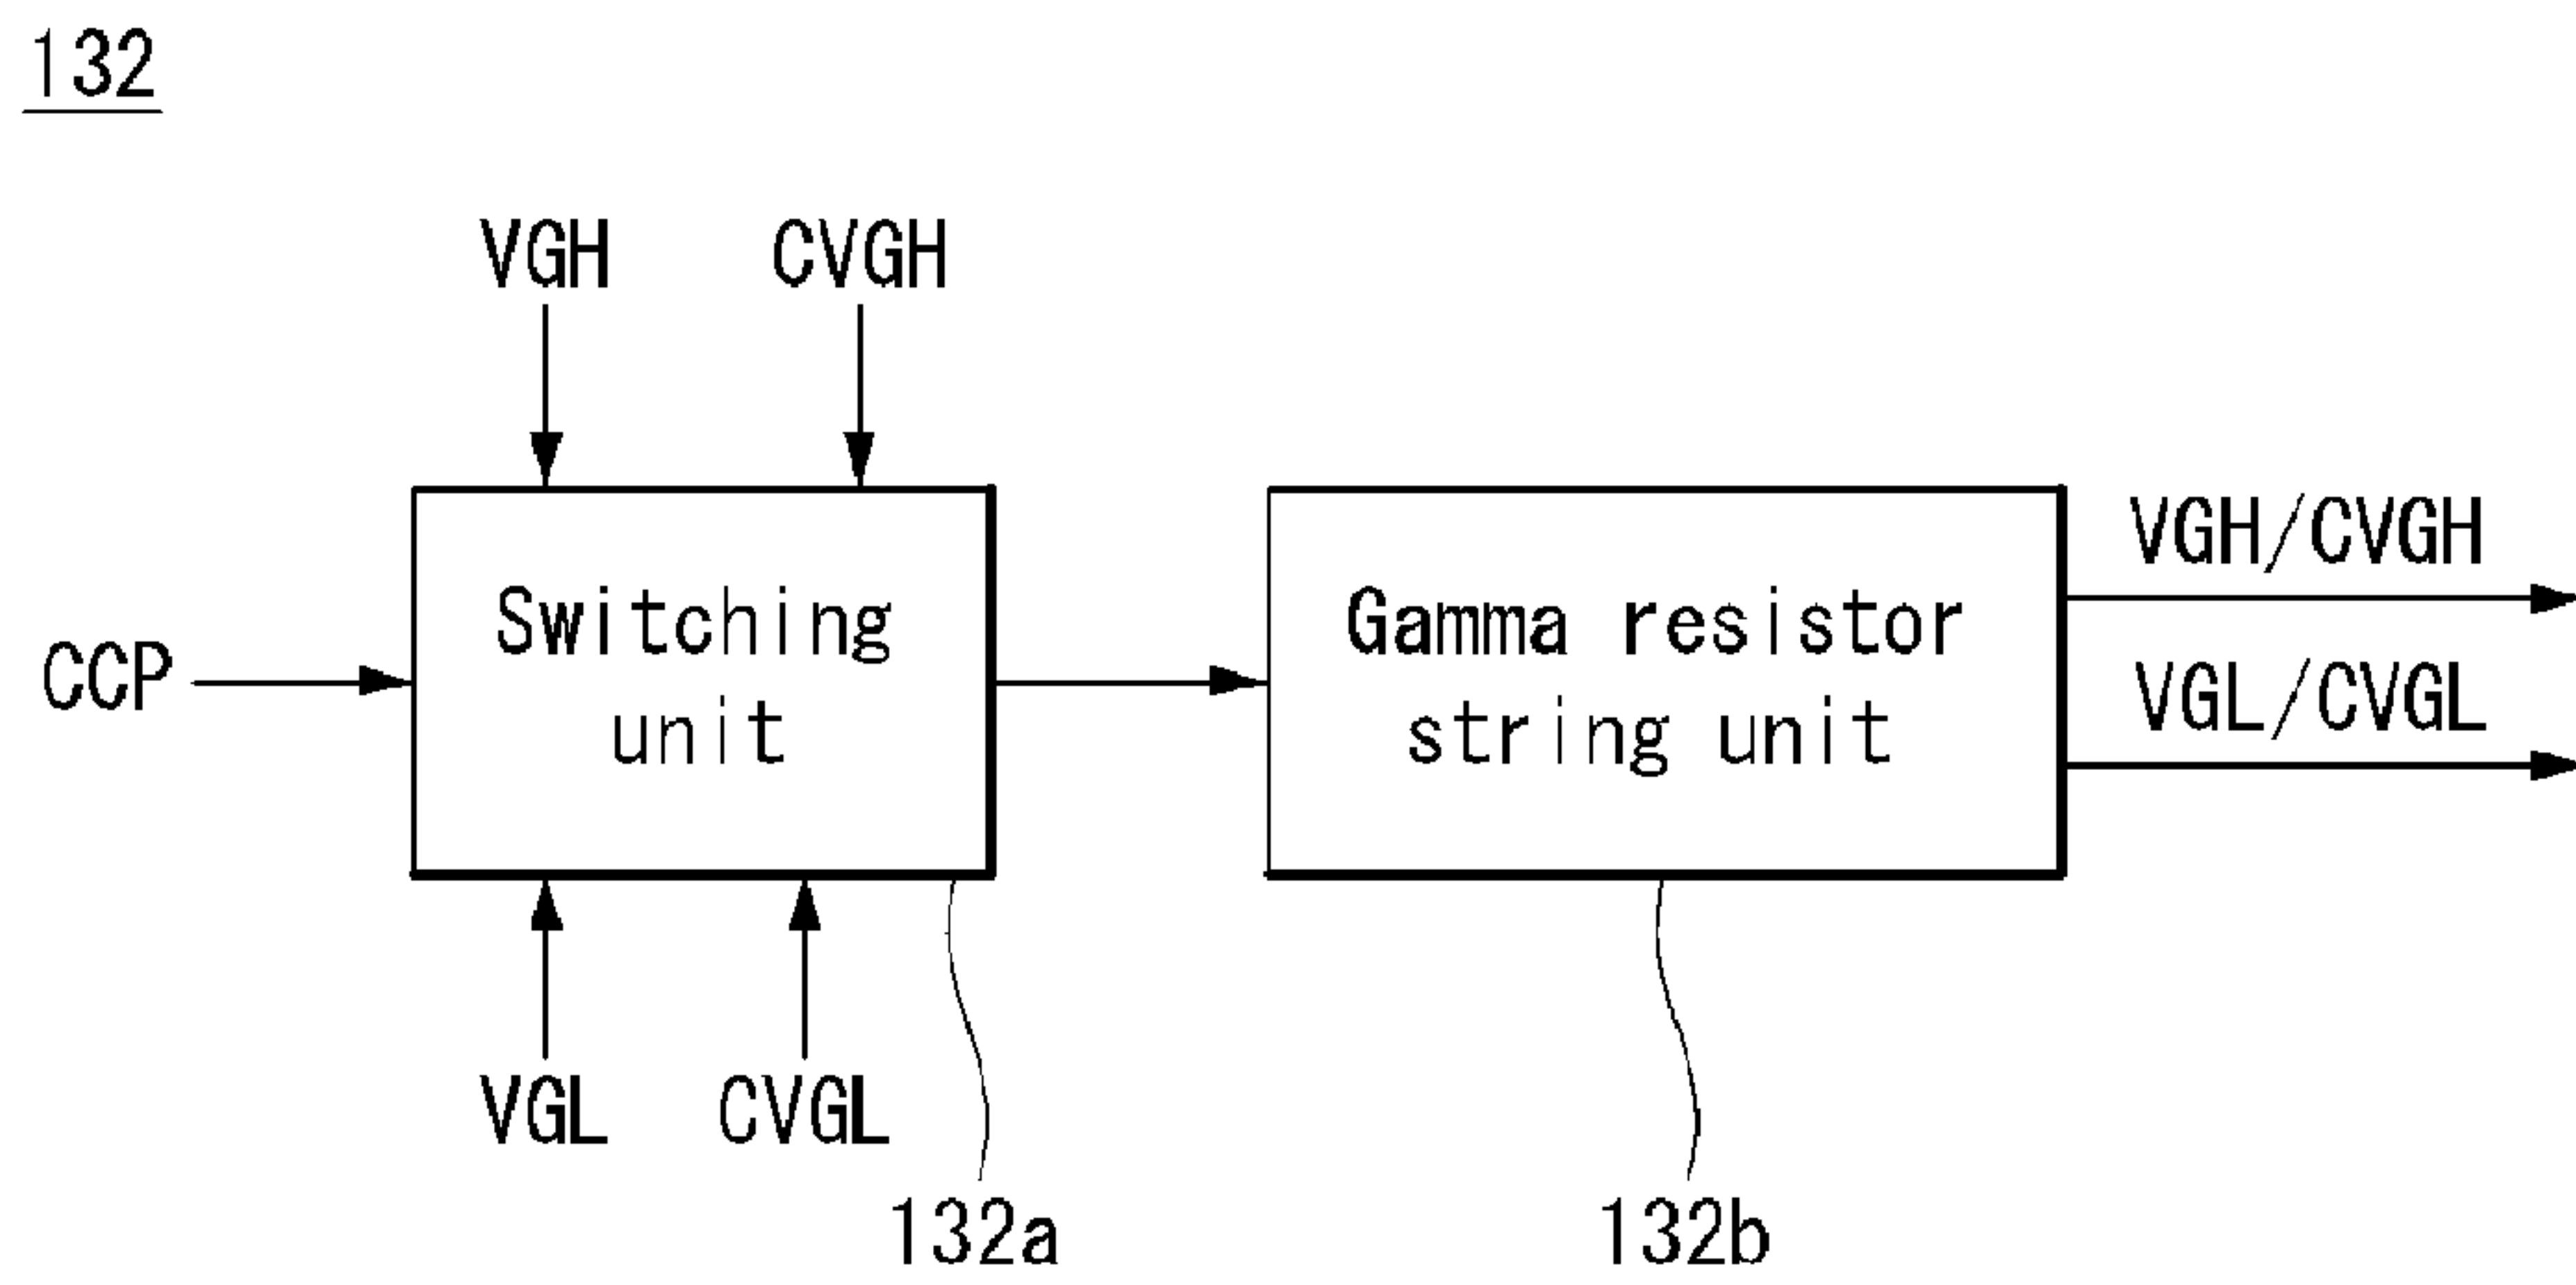 132
VGH
CVGH
CCP
Switching
unit
Gamma resistor
string unit
VGH/CVGH
VGL/CVGL
VGL
CVGL
132a
132b